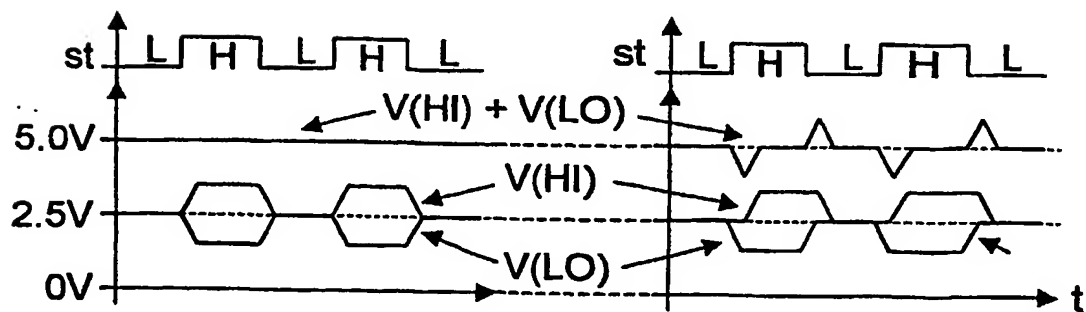 st L H L H L
st L H L H L
V(HI) + V(LO)
5.0V
V(HI)
2.5V
V(LO)
0V
t